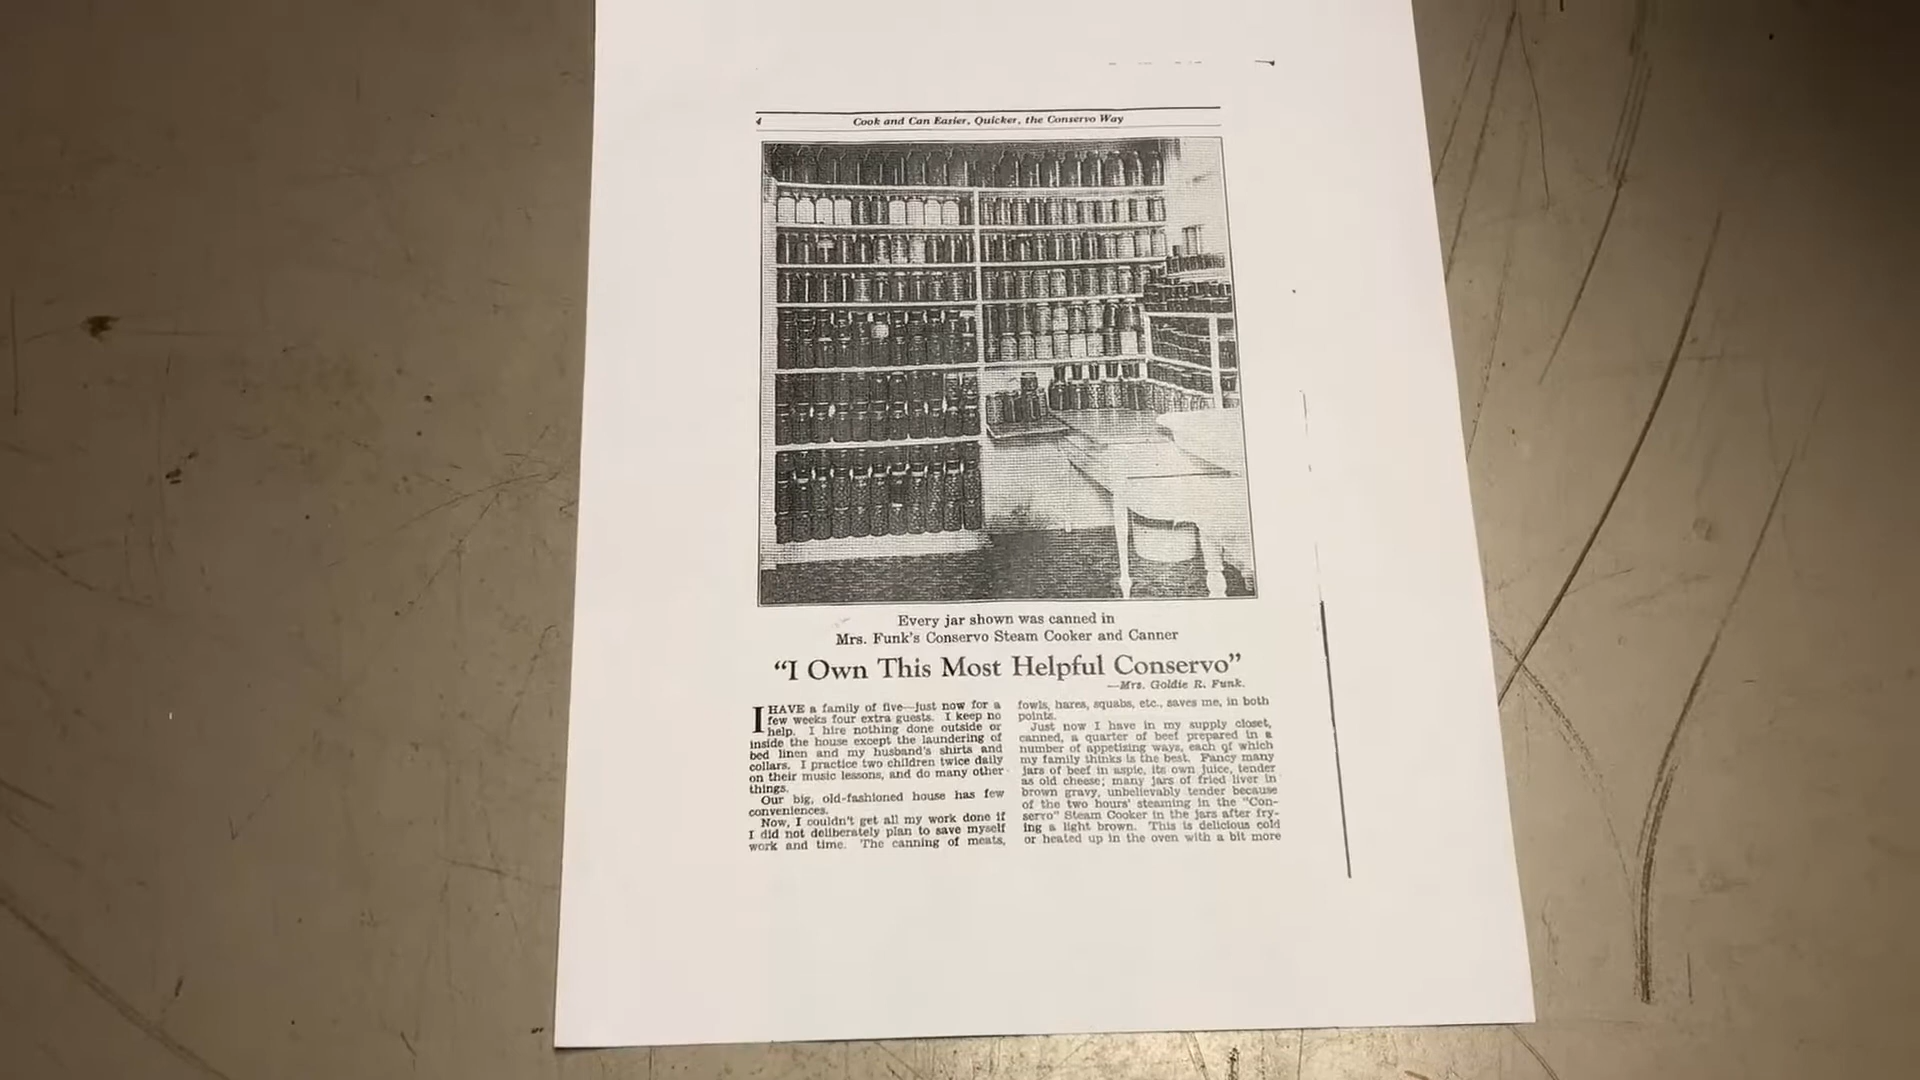 4
Cook and Can Easier, Quicker, the Conservo Way
Every jar shown was canned in
Mrs. Funk's Conservo Steam Cooker and Canner
"I Own This Most Helpful Conservo"
—Mrs. Goldie R. Funk.
I HAVE a family of five—just now for a
few weeks four extra guests. I keep no
help. I hire nothing done outside or
inside the house except the laundering of
bed linen and my husband's shirts and
collars. I practice two children twice daily
on their music lessons, and do many other
things.
Our big, old-fashioned house has few
conveniences.
Now, I couldn't get all my work done if
I did not deliberately plan to save myself
work and time. The canning of meats,
fowls, hares, squabs, etc., saves me, in both
points.
Just now I have in my supply closet,
canned, a quarter of beef prepared in a
number of appetizing ways, each of which
my family thinks is the best. Fancy many
jars of beef in aspic, its own juice, tender
as old cheese; many jars of fried liver in
brown gravy, unbelievably tender because
of the two hours' steaming in the "Con-
servo" Steam Cooker in the jars after fry-
ing a light brown. This is delicious cold
or heated up in the oven with a bit more